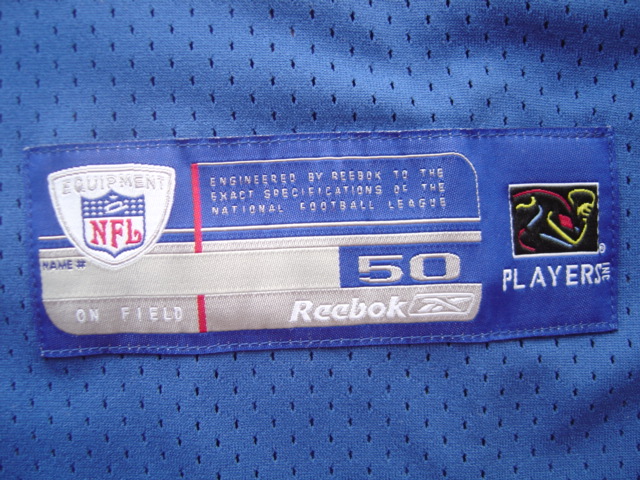 EQUIPMENT
NFL
ENGINEERED BY REEBOK TO THE
EXACT SPECIFICATIONS OF THE
NATIONAL FOOTBALL LEAGUE
NAME #
50
ON FIELD
Reebok
PLAYERS INC
®